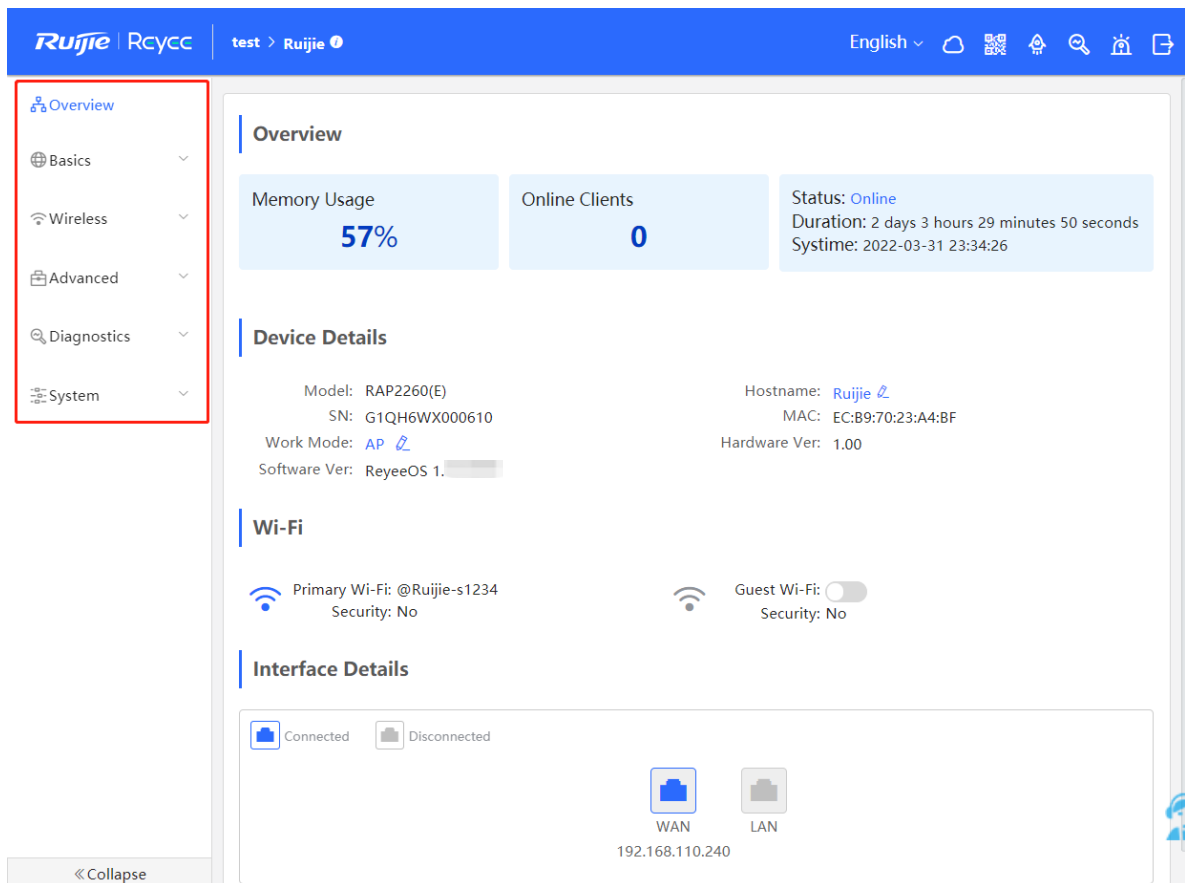 Ruijie | Reyee
test > Ruijie
English
Overview
Basics
Wireless
Advanced
Diagnostics
System
«Collapse
Overview
Memory Usage
57%
Online Clients
0
Status: Online
Duration: 2 days 3 hours 29 minutes 50 seconds
Systime: 2022-03-31 23:34:26
Device Details
Model: RAP2260(E)
Hostname: Ruijie
SN: G1QH6WX000610
MAC: EC:B9:70:23:A4:BF
Work Mode: AP
Hardware Ver: 1.00
Software Ver: ReyeeOS 1.
Wi-Fi
Primary Wi-Fi: @Ruijie-s1234
Security: No
Guest Wi-Fi:
Security: No
Interface Details
Connected
Disconnected
WAN
LAN
192.168.110.240